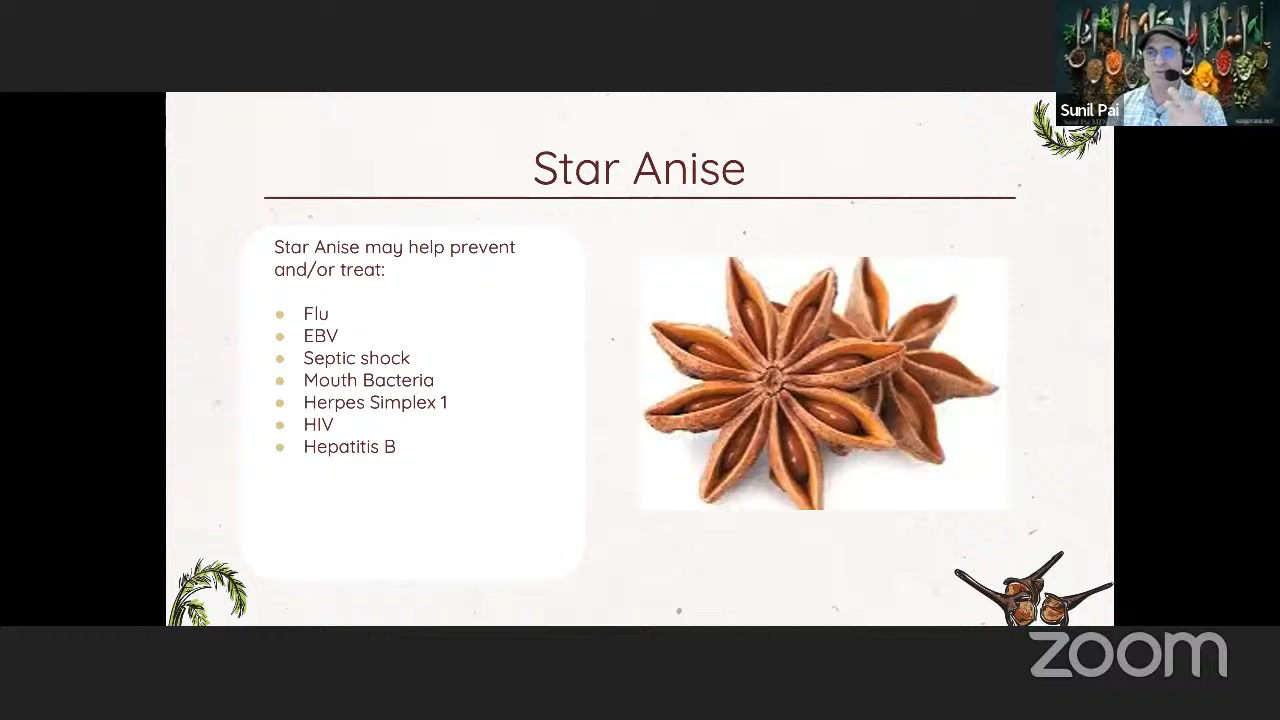 Sunil Pai
Star Anise
Star Anise may help prevent
and/or treat:
Flu
EBV
Septic shock
Mouth Bacteria
Herpes Simplex 1
HIV
Hepatitis B
zoom